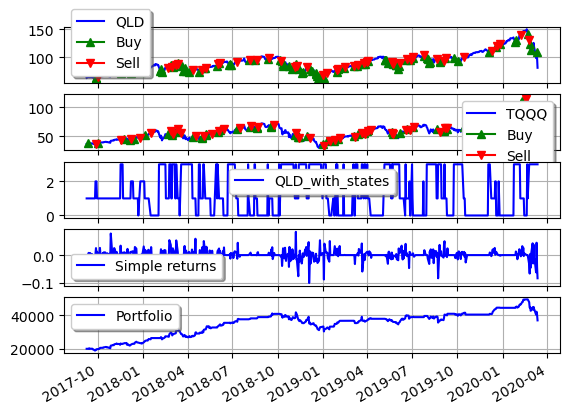 150
100
QLD
Buy
Sell
100
50
TQQQ
Buy
Sell
2
0
QLD_with_states
0.0
−0.1
Simple returns
40000
20000
Portfolio
2017-10
2018-01
2018-04
2018-07
2018-10
2019-01
2019-04
2019-07
2019-10
2020-01
2020-04